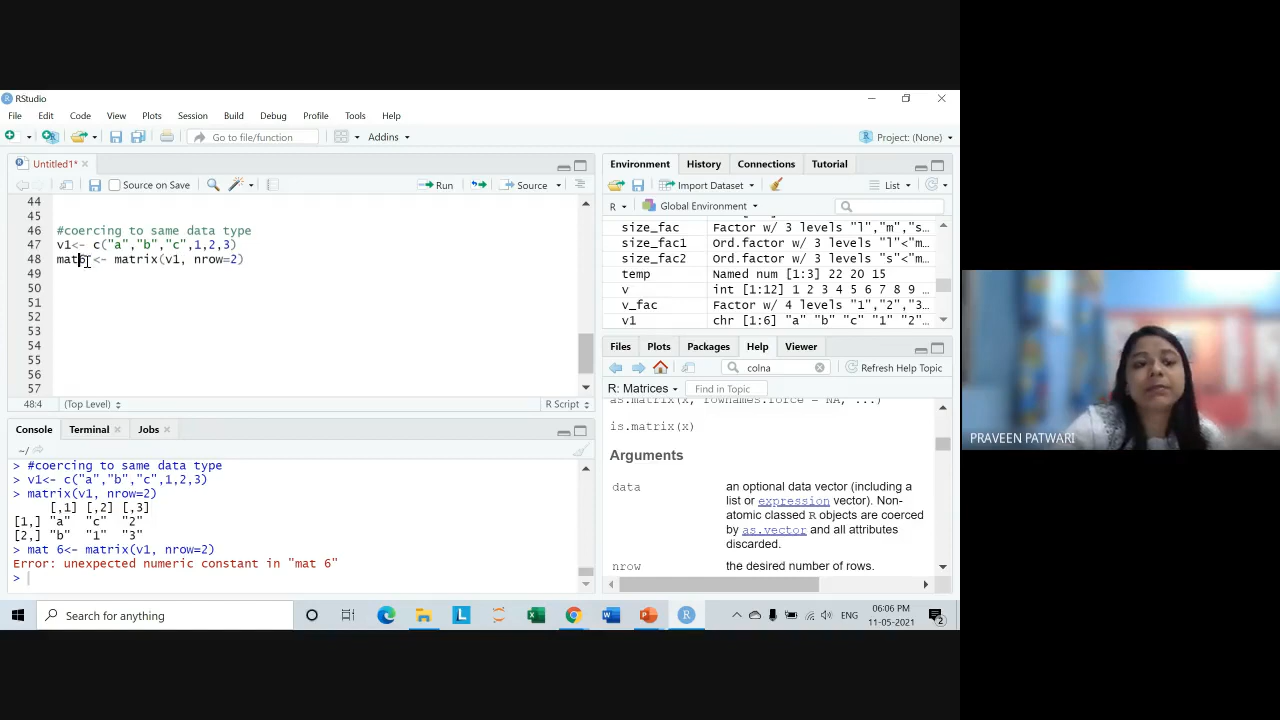 RStudio
File Edit Code View Plots Session Build Debug Profile Tools Help
Go to file/function Addins Project: (None)
Untitled1*
Source on Save Run Source
44
45
46 #coercing to same data type
47 v1<- c("a","b","c",1,2,3)
48 mat6 <- matrix(v1, nrow=2)
49
50
51
52
53
54
55
56
57
48:4 (Top Level) R Script
Console Terminal Jobs
~/
> #coercing to same data type
> v1<- c("a","b","c",1,2,3)
> matrix(v1, nrow=2)
[,1] [,2] [,3]
[1,] "a" "c" "2"
[2,] "b" "1" "3"
> mat 6<- matrix(v1, nrow=2)
Error: unexpected numeric constant in "mat 6"
>
Environment History Connections Tutorial
Import Dataset List
R Global Environment
size_fac Factor w/ 3 levels "l","m","s…
size_fac1 Ord.factor w/ 3 levels "l"<"m"…
size_fac2 Ord.factor w/ 3 levels "s"<"m"…
temp Named num [1:3] 22 20 15
v int [1:12] 1 2 3 4 5 6 7 8 9 …
v_fac Factor w/ 4 levels "1","2","3…
v1 chr [1:6] "a" "b" "c" "1" "2"…
Files Plots Packages Help Viewer
colna Refresh Help Topic
R: Matrices Find in Topic
as.matrix(x, rownames.force = NA, ...)
is.matrix(x)
Arguments
data an optional data vector (including a
list or expression vector). Non-
atomic classed R objects are coerced
by as.vector and all attributes
discarded.
nrow the desired number of rows.
Search for anything
ENG
06:06 PM
11-05-2021
2
PRAVEEN PATWARI